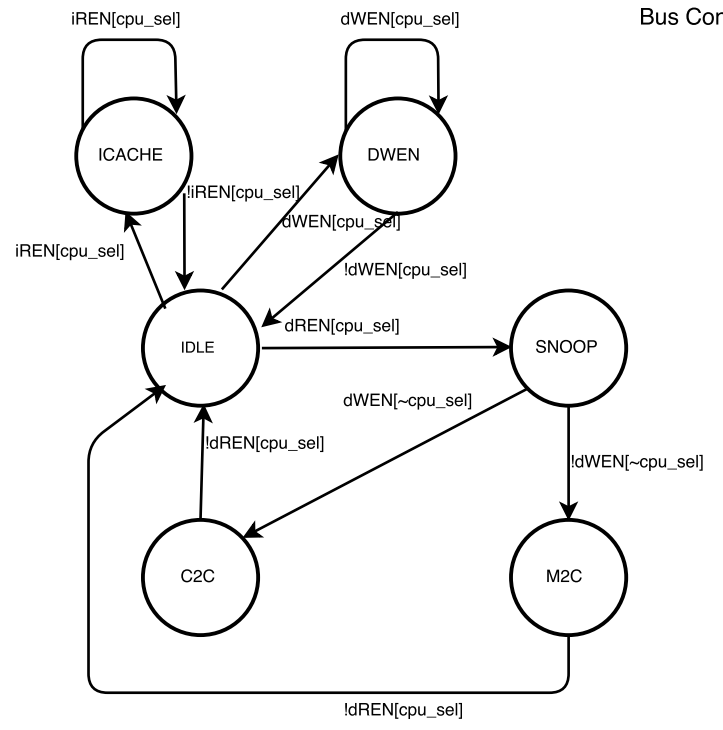 iREN[cpu_sel]
dWEN[cpu_sel]
Bus Cor
ICACHE
DWEN
!iREN[cpu_sel]
dWEN[cpu_sel]
iREN[cpu_sel]
!dWEN[cpu_sel]
dREN[cpu_sel]
IDLE
SNOOP
dWEN[~cpu_sel]
!dREN[cpu_sel]
!dWEN[~cpu_sel]
C2C
M2C
!dREN[cpu_sel]